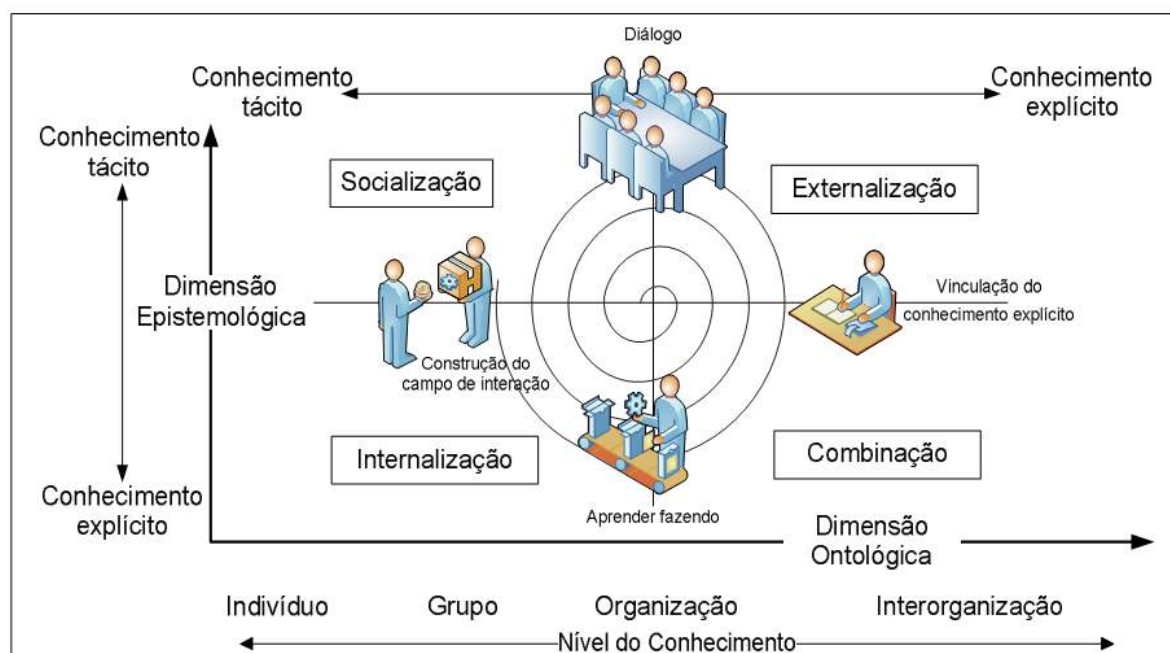 Diálogo
Conhecimento
tácito
Conhecimento
explícito
Conhecimento
tácito
Socialização
Externalização
Dimensão
Epistemológica
Vinculação do
conhecimento explícito
Construção do
campo de interação
Internalização
Combinação
Conhecimento
explícito
Aprender fazendo
Dimensão
Ontológica
Indivíduo
Grupo
Organização
Interorganização
Nível do Conhecimento